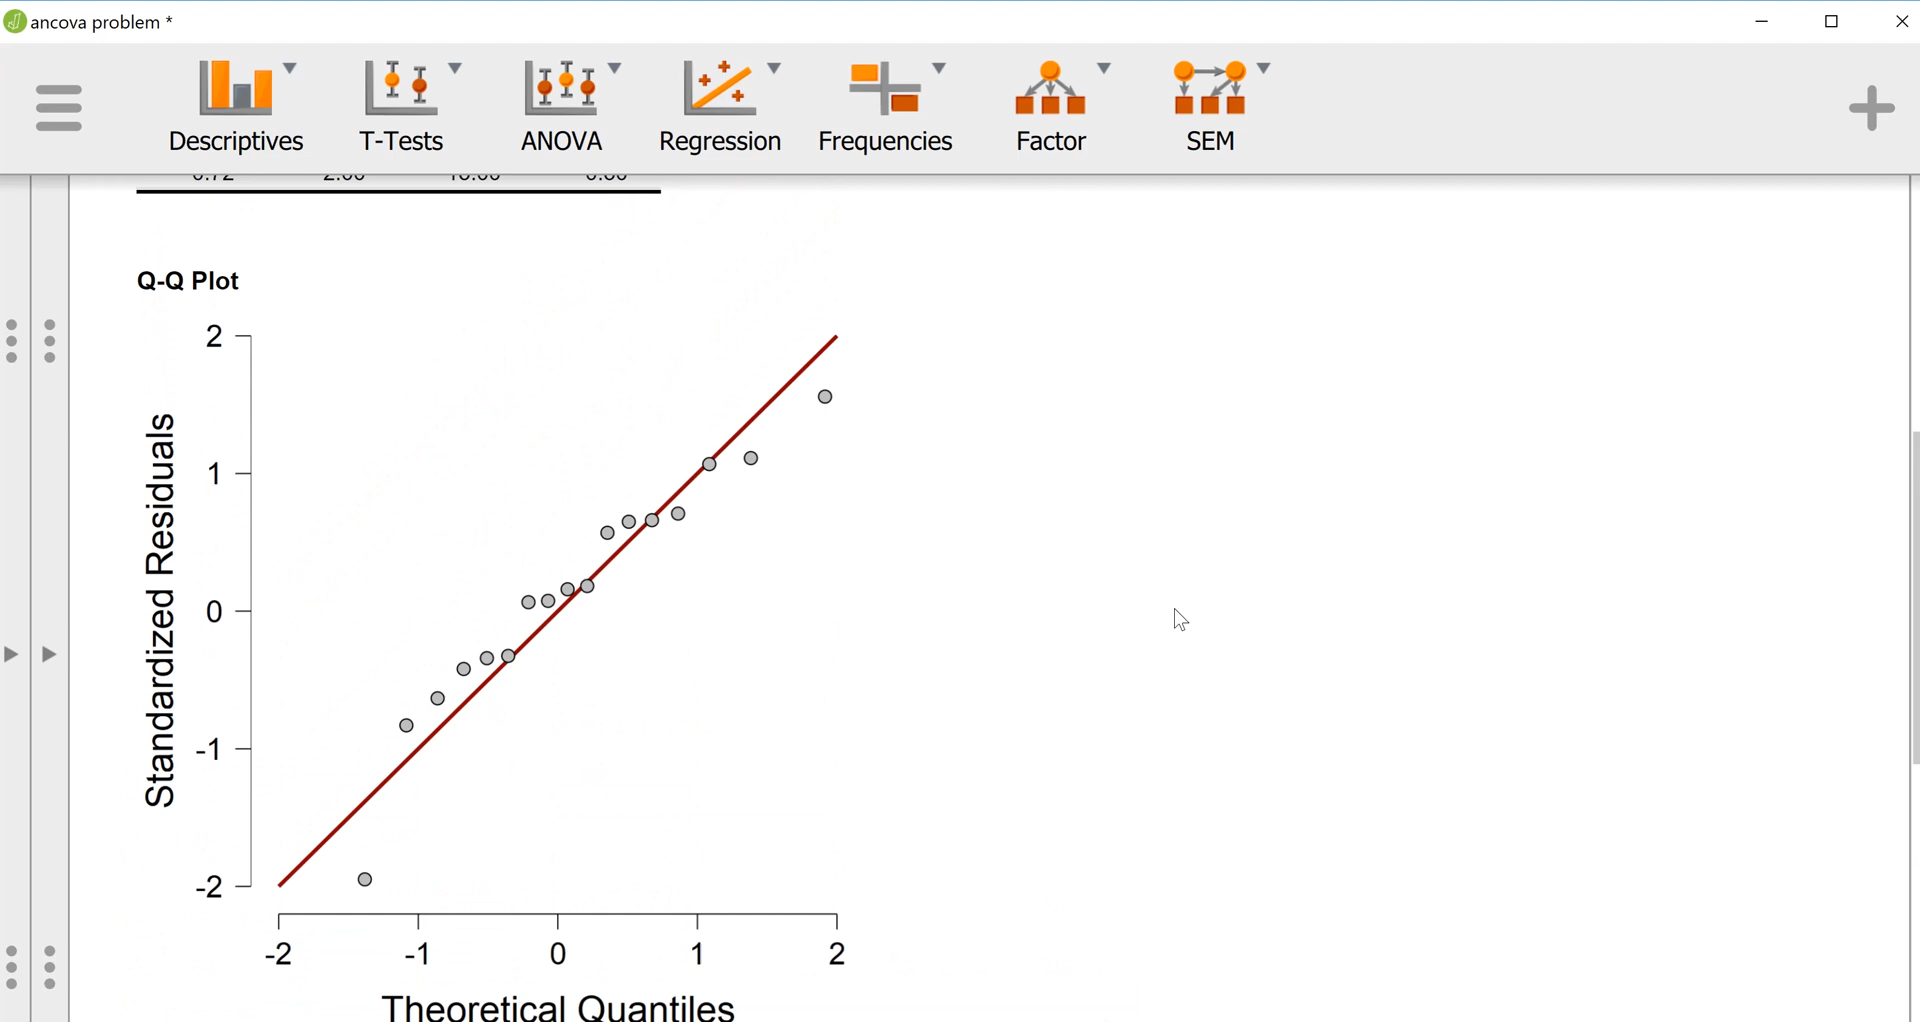 ancova problem *
Descriptives T-Tests ANOVA Regression Frequencies Factor SEM
Q-Q Plot
2
1
0
-1
-2
Standardized Residuals
-2 -1 0 1 2
Theoretical Quantiles